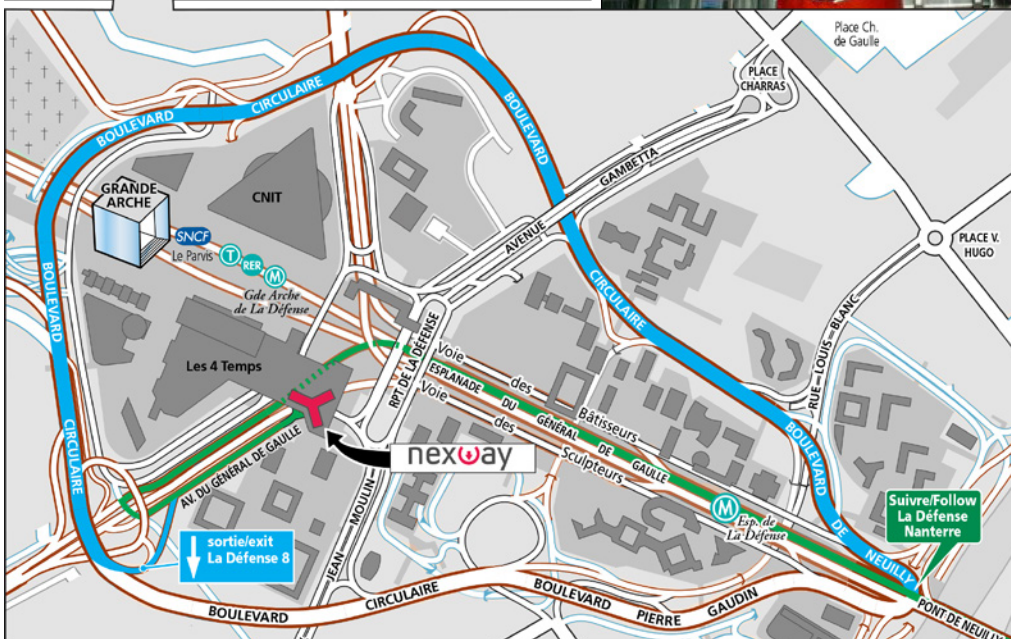 Place Ch.
de Gaulle
PLACE
CHARRAS
BOULEVARD
CIRCULAIRE
BOULEVARD
GAMBETTA
AVENUE
GRANDE
ARCHE
CNIT
SNCF
Le Parvis
T
RER
M
Gde Arche
de La Défense
PLACE V.
HUGO
BOULEVARD
CIRCULAIRE
RUE LOUIS BLANC
Les 4 Temps
RPT DE LA DÉFENSE
Voie des Bâtisseurs
ESPLANADE DU GÉNÉRAL DE GAULLE
Voie des Sculpteurs
CIRCULAIRE
AV. DU GÉNÉRAL DE GAULLE
nexway
BOULEVARD
DE NEUILLY
M
Esp. de
La Défense
Suivre/Follow
La Défense
Nanterre
sortie/exit
La Défense 8
JEAN MOULIN
BOULEVARD
CIRCULAIRE
BOULEVARD
PIERRE
GAUDIN
PONT DE NEUILLY